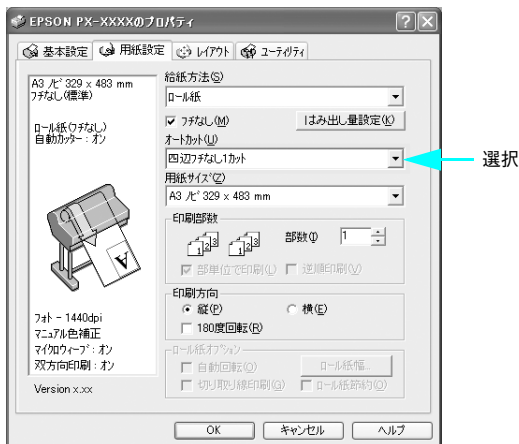 EPSON PX-XXXXのプロパティ
基本設定
用紙設定
レイアウト
ユーティリティ
A3 ノビ 329 x 483 mm
フチなし(標準)
ロール紙(フチなし)
自動カッター : オン
A
フォト - 1440dpi
マニュアル色補正
マイクロウィーブ : オン
双方向印刷 : オン
Version x.xx
給紙方法(S)
ロール紙
フチなし(M)
はみ出し量設定(K)
オートカット(U)
四辺フチなし1カット
選択
用紙サイズ(Z)
A3 ノビ 329 x 483 mm
印刷部数
1 2 3
1 2 3
部数(I)
1
部単位で印刷(L)
逆順印刷(V)
印刷方向
縦(P)
横(E)
180度回転(R)
ロール紙オプション
自動回転(O)
ロール紙幅...
切り取り線印刷(G)
ロール紙節約(O)
OK
キャンセル
ヘルプ